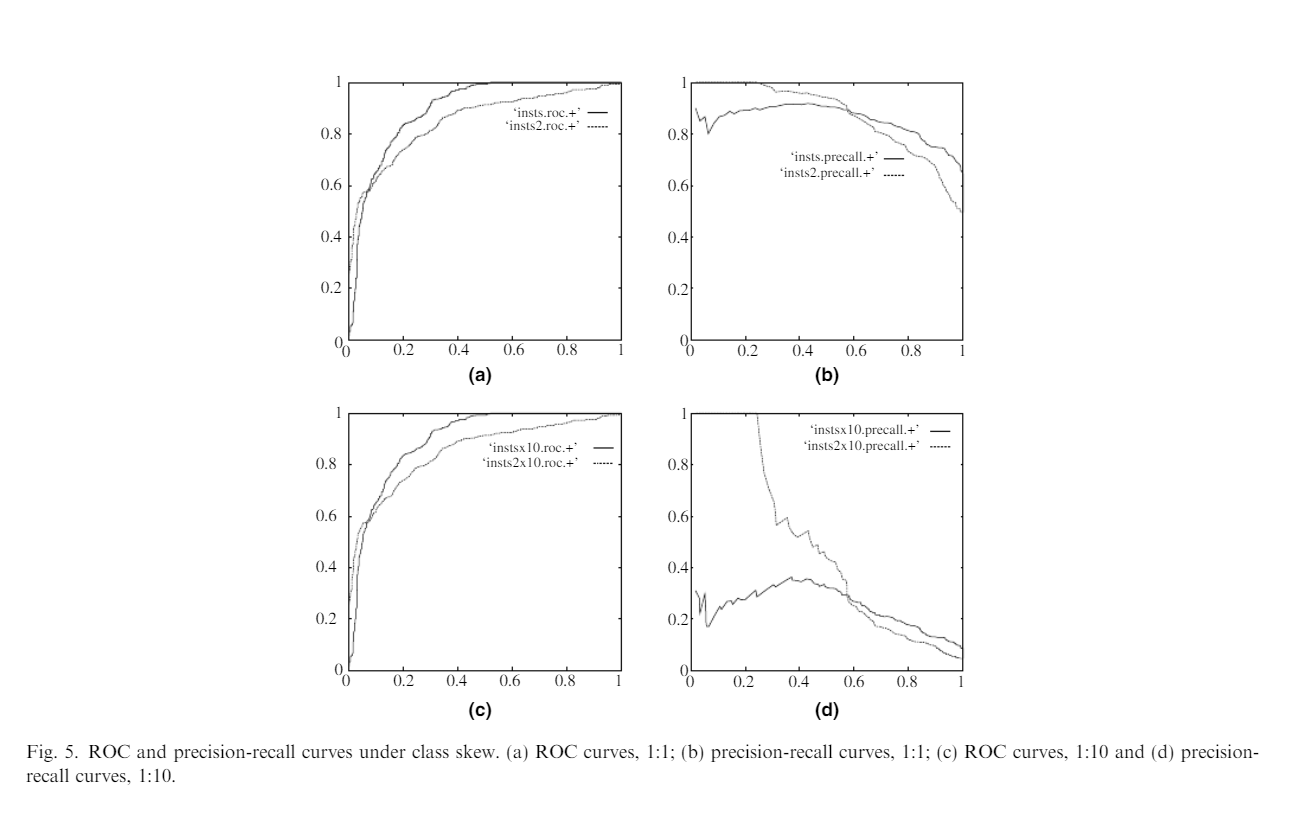 1
0.8
0.6
0.4
0.2
0
0 0.2 0.4 0.6 0.8 1
'insts.roc.+'
'insts2.roc.+'
(a)
1
0.8
0.6
0.4
0.2
0
0 0.2 0.4 0.6 0.8 1
'insts.precall.+'
'insts2.precall.+'
(b)
1
0.8
0.6
0.4
0.2
0
0 0.2 0.4 0.6 0.8 1
'instsx10.roc.+'
'insts2x10.roc.+'
(c)
1
0.8
0.6
0.4
0.2
0
0 0.2 0.4 0.6 0.8 1
'instsx10.precall.+'
'insts2x10.precall.+'
(d)
Fig. 5. ROC and precision-recall curves under class skew. (a) ROC curves, 1:1; (b) precision-recall curves, 1:1; (c) ROC curves, 1:10 and (d) precision-
recall curves, 1:10.